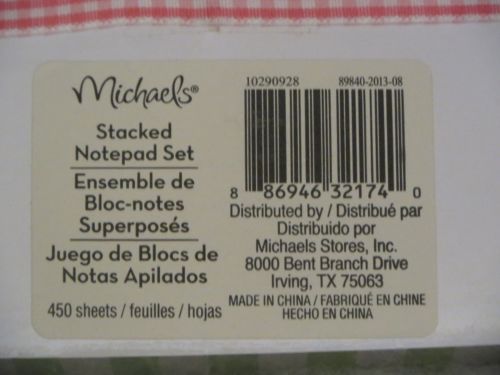 Michaels®
Stacked
Notepad Set
Ensemble de
Bloc-notes
Superposés
Juego de Blocs de
Notas Apilados
450 sheets / feuilles / hojas
10290928 89840-2013-08
8 86946 32174 0
Distributed by / Distribué par
Distribuido por
Michaels Stores, Inc.
8000 Bent Branch Drive
Irving, TX 75063
MADE IN CHINA / FABRIQUÉ EN CHINE
HECHO EN CHINA